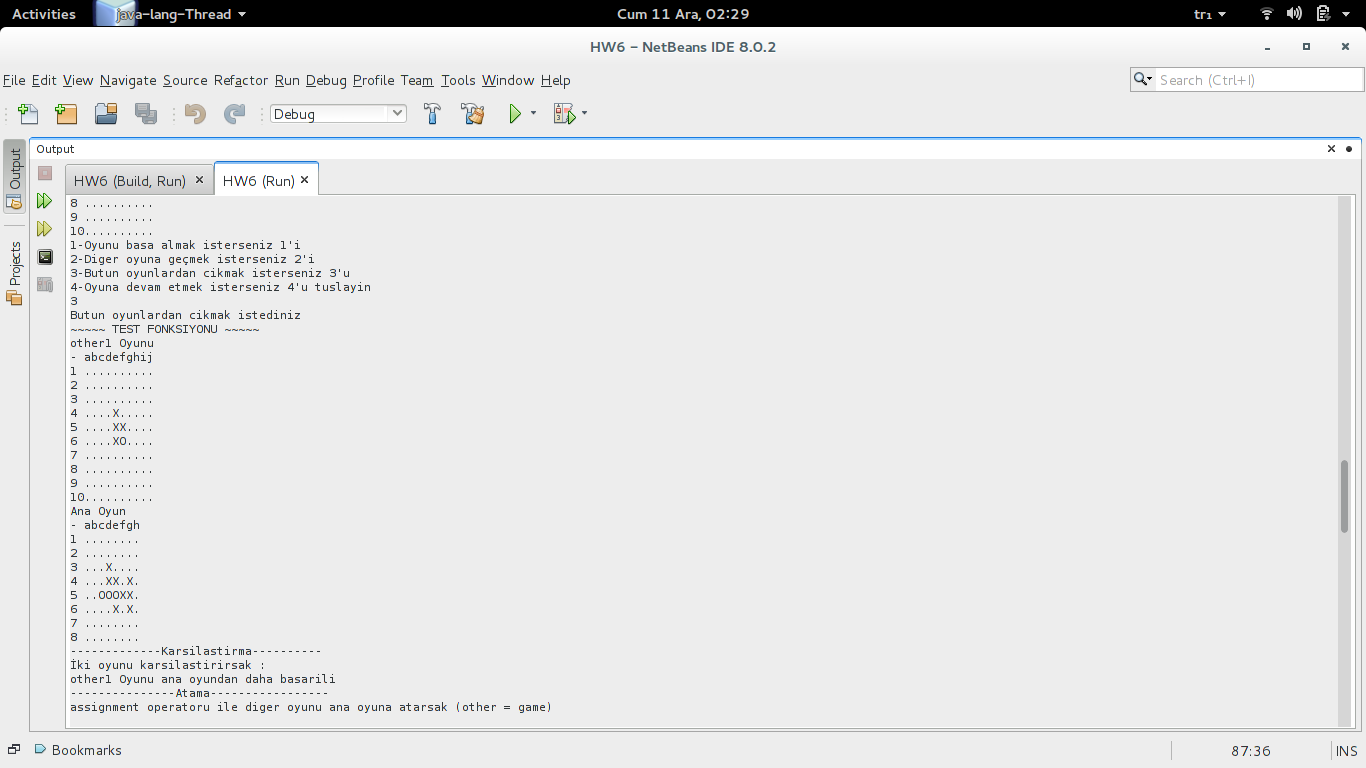 Activities java-lang-Thread Cum 11 Ara, 02:29 tr₁
HW6 - NetBeans IDE 8.0.2
File Edit View Navigate Source Refactor Run Debug Profile Team Tools Window Help Search (Ctrl+I)
Debug
Output
Output
Projects
HW6 (Build, Run) HW6 (Run)
8 ..........
9 ..........
10..........
1-Oyunu basa almak isterseniz 1'i
2-Diger oyuna geçmek isterseniz 2'i
3-Butun oyunlardan cikmak isterseniz 3'u
4-Oyuna devam etmek isterseniz 4'u tuslayin
3
Butun oyunlardan cikmak istediniz
~~~~~ TEST FONKSIYONU ~~~~~
other1 Oyunu
- abcdefghij
1 ..........
2 ..........
3 ..........
4 ....X.....
5 ....XX....
6 ....XO....
7 ..........
8 ..........
9 ..........
10..........
Ana Oyun
- abcdefgh
1 ........
2 ........
3 ...X....
4 ...XX.X.
5 ..OOOXX.
6 ....X.X.
7 ........
8 ........
-------------Karsilastirma----------
İki oyunu karsilastirirsak :
other1 Oyunu ana oyundan daha basarili
---------------Atama-----------------
assignment operatoru ile diger oyunu ana oyuna atarsak (other = game)
Bookmarks 87:36 INS